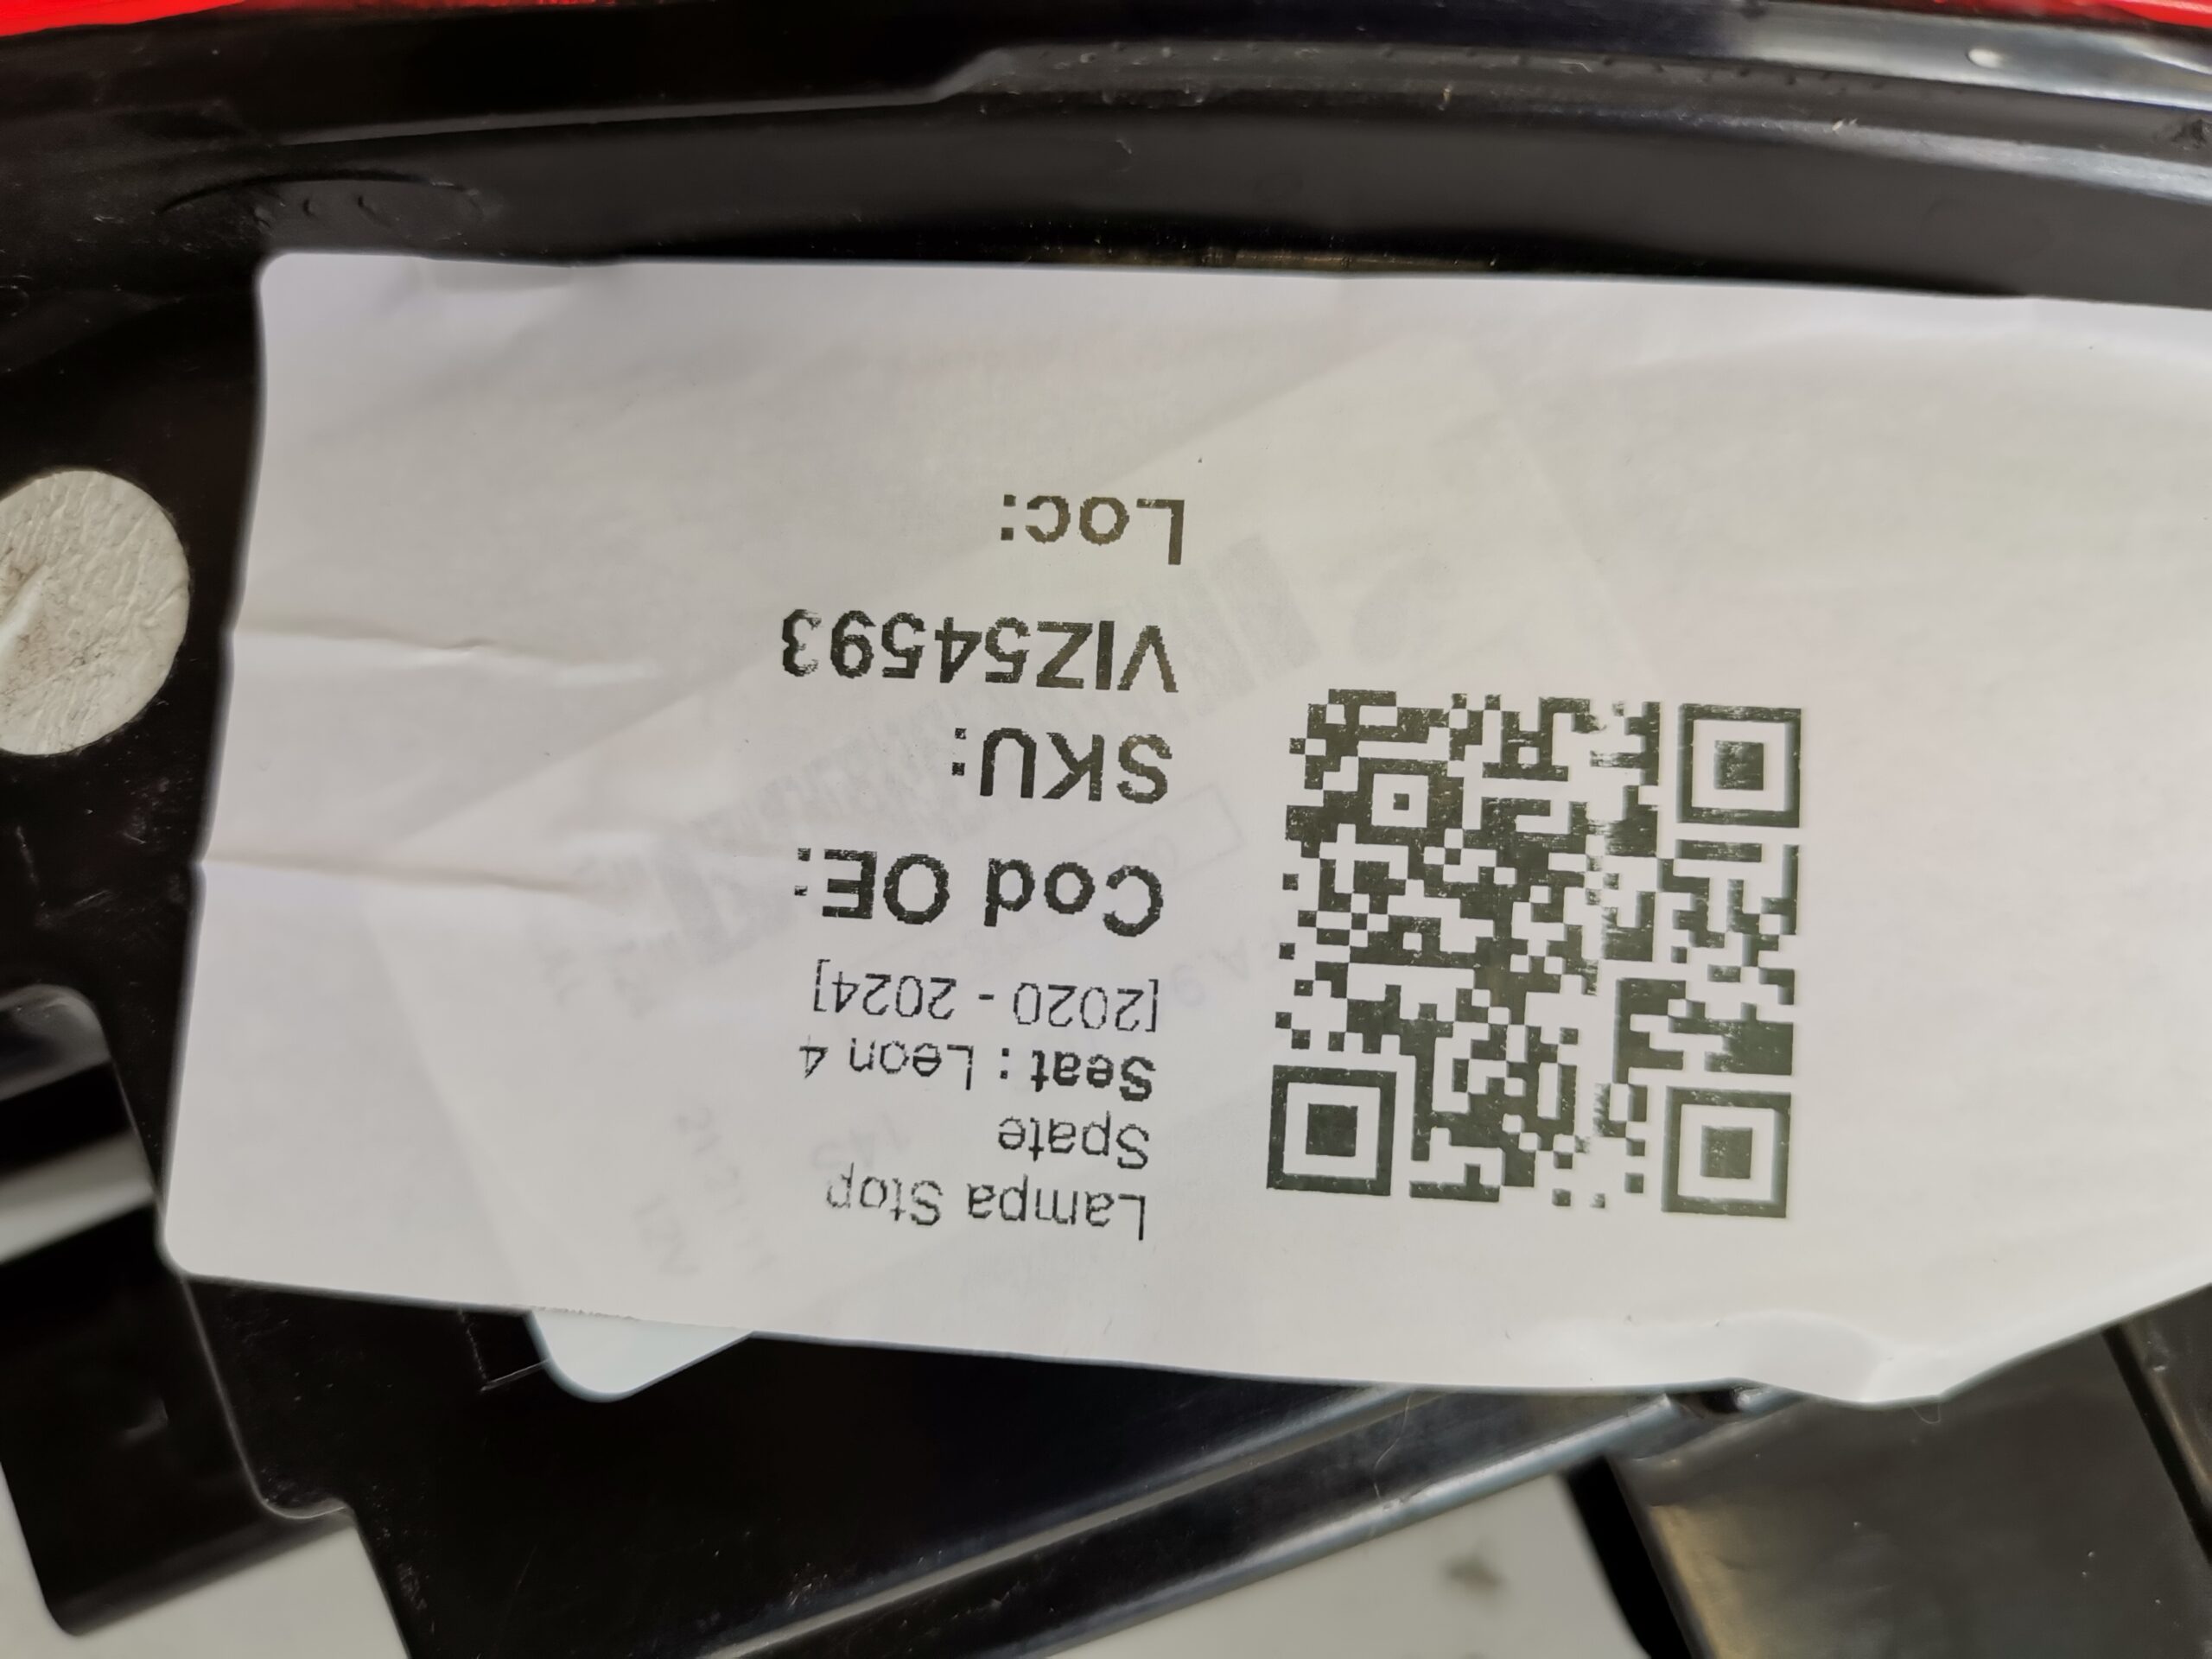 Lampa Stop
Spate
Seat : Leon 4
[2020 - 2024]
Cod OE:
SKU:
VIZ54593
Loc: